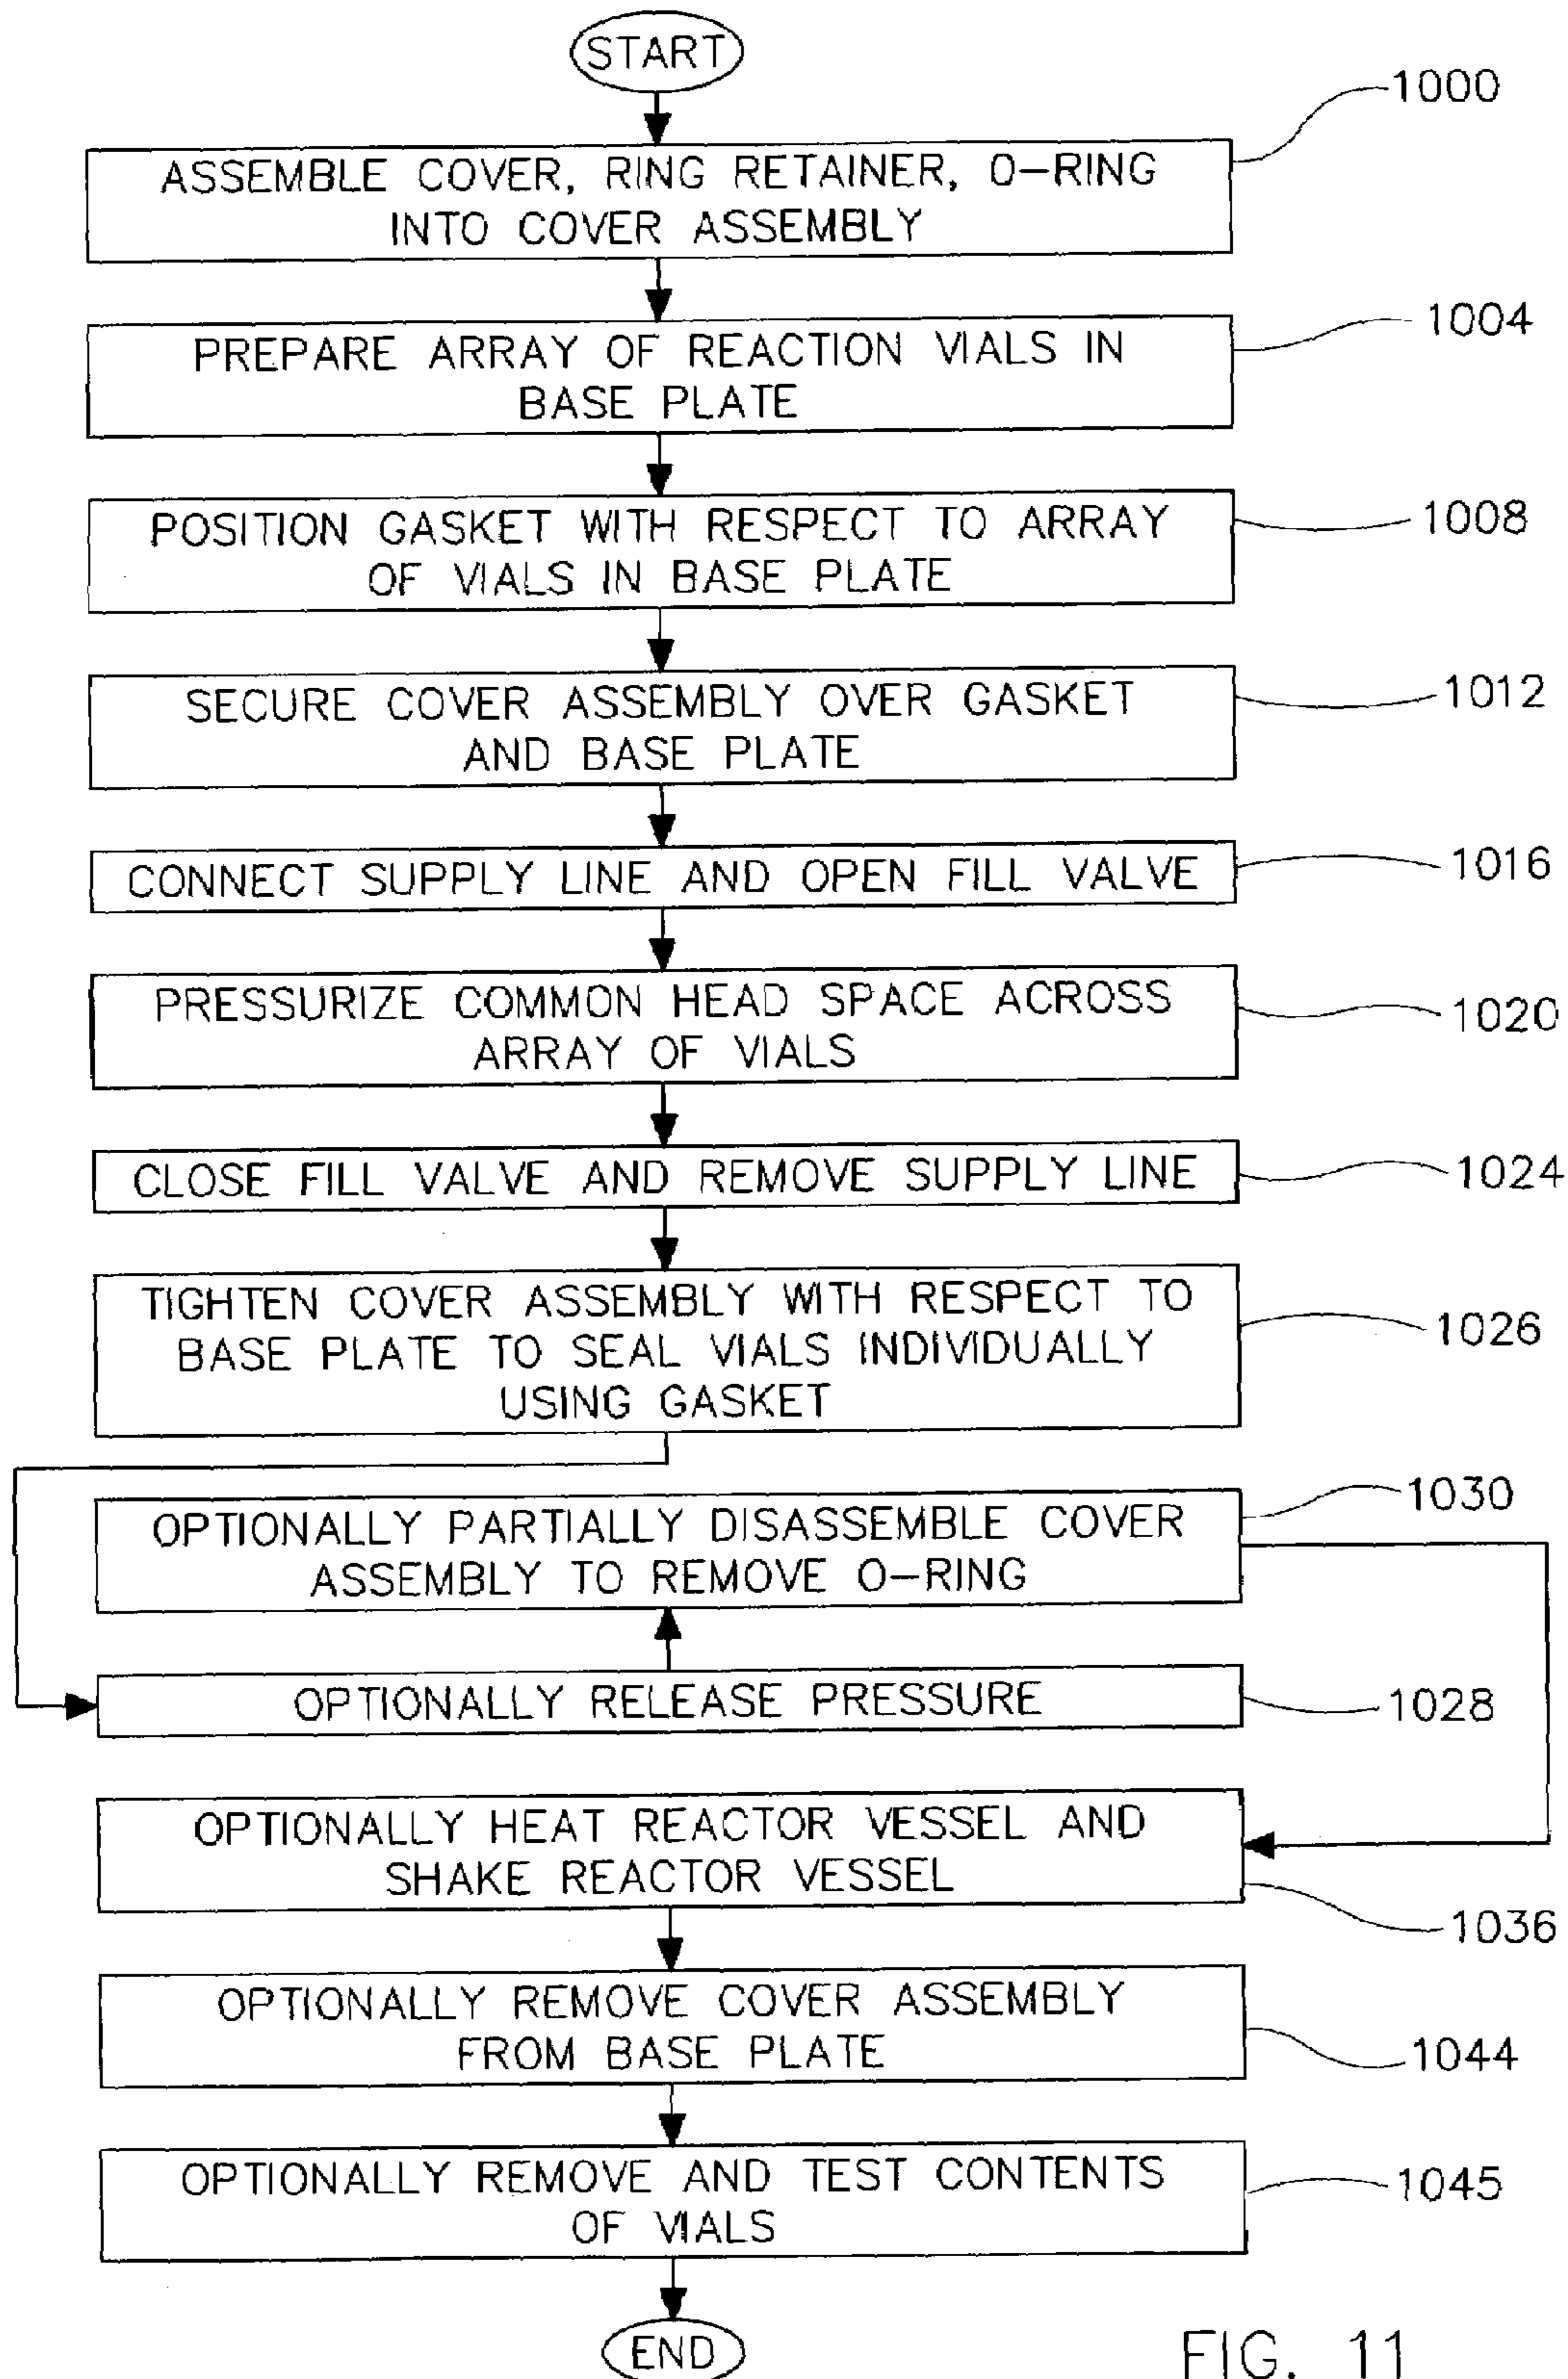 START
1000
ASSEMBLE COVER, RING RETAINER, O-RING
INTO COVER ASSEMBLY
1004
PREPARE ARRAY OF REACTION VIALS IN
BASE PLATE
1008
POSITION GASKET WITH RESPECT TO ARRAY
OF VIALS IN BASE PLATE
1012
SECURE COVER ASSEMBLY OVER GASKET
AND BASE PLATE
1016
CONNECT SUPPLY LINE AND OPEN FILL VALVE
1020
PRESSURIZE COMMON HEAD SPACE ACROSS
ARRAY OF VIALS
1024
CLOSE FILL VALVE AND REMOVE SUPPLY LINE
1026
TIGHTEN COVER ASSEMBLY WITH RESPECT TO
BASE PLATE TO SEAL VIALS INDIVIDUALLY
USING GASKET
1030
OPTIONALLY PARTIALLY DISASSEMBLE COVER
ASSEMBLY TO REMOVE O-RING
1028
OPTIONALLY RELEASE PRESSURE
OPTIONALLY HEAT REACTOR VESSEL AND
SHAKE REACTOR VESSEL
1036
OPTIONALLY REMOVE COVER ASSEMBLY
FROM BASE PLATE
1044
OPTIONALLY REMOVE AND TEST CONTENTS
OF VIALS
1045
END
FIG. 11